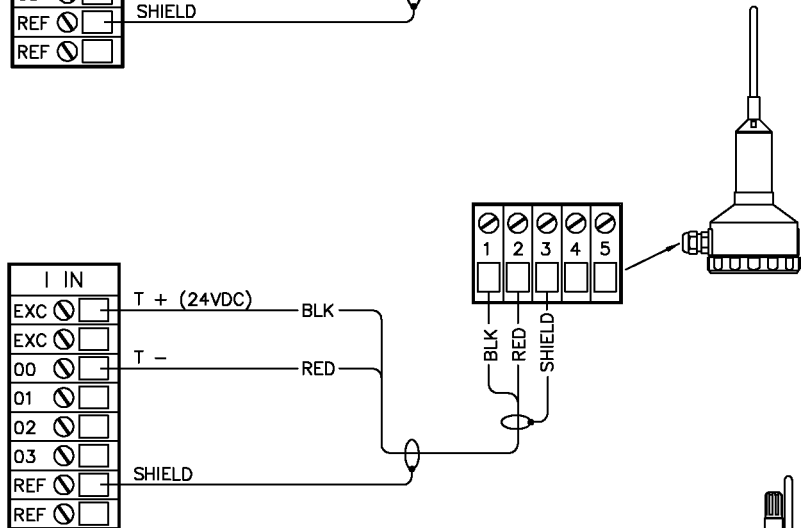 REF SHIELD
REF
1 2 3 4 5
BLK RED SHIELD
I IN
EXC T + (24VDC) BLK
EXC
00 T - RED
01
02
03
REF SHIELD
REF